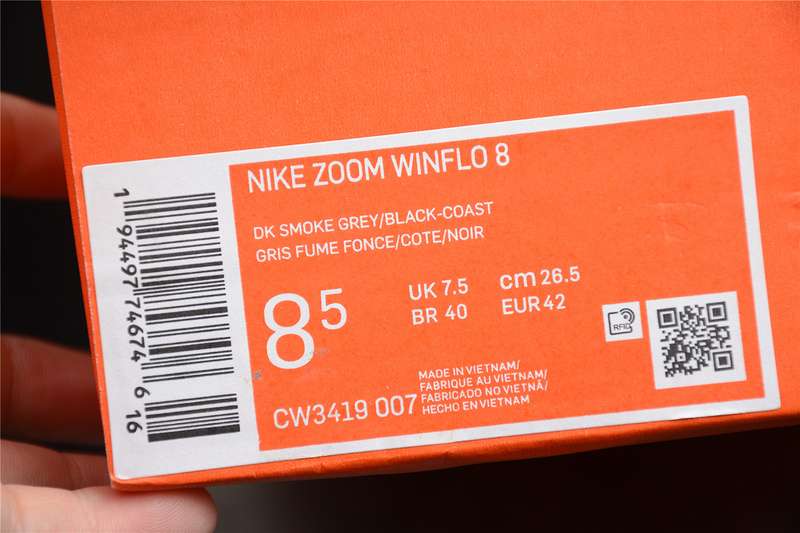 NIKE ZOOM WINFLO 8
DK SMOKE GREY/BLACK-COAST
GRIS FUME FONCE/COTE/NOIR
8 5
UK 7.5 cm 26.5
BR 40 EUR 42
RFID
MADE IN VIETNAM/
FABRIQUE AU VIETNAM/
FABRICADO NO VIETNÃ/
HECHO EN VIETNAM
CW3419 007
1 94497 74674 6 16